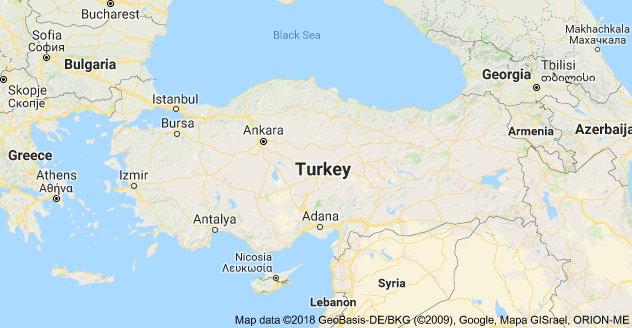 Bucharest
Black Sea
Sofia
София
Makhachkala
Махачкала
Bulgaria
Tbilisi
თბილისი
Georgia
Skopje
Скопје
Istanbul
Bursa
Ankara
Armenia
Azerbaija
Greece
Turkey
Athens
Αθήνα
Izmir
Antalya
Adana
Nicosia
Λευκωσία
Syria
Lebanon
Map data ©2018 GeoBasis-DE/BKG (©2009), Google, Mapa GISrael, ORION-ME